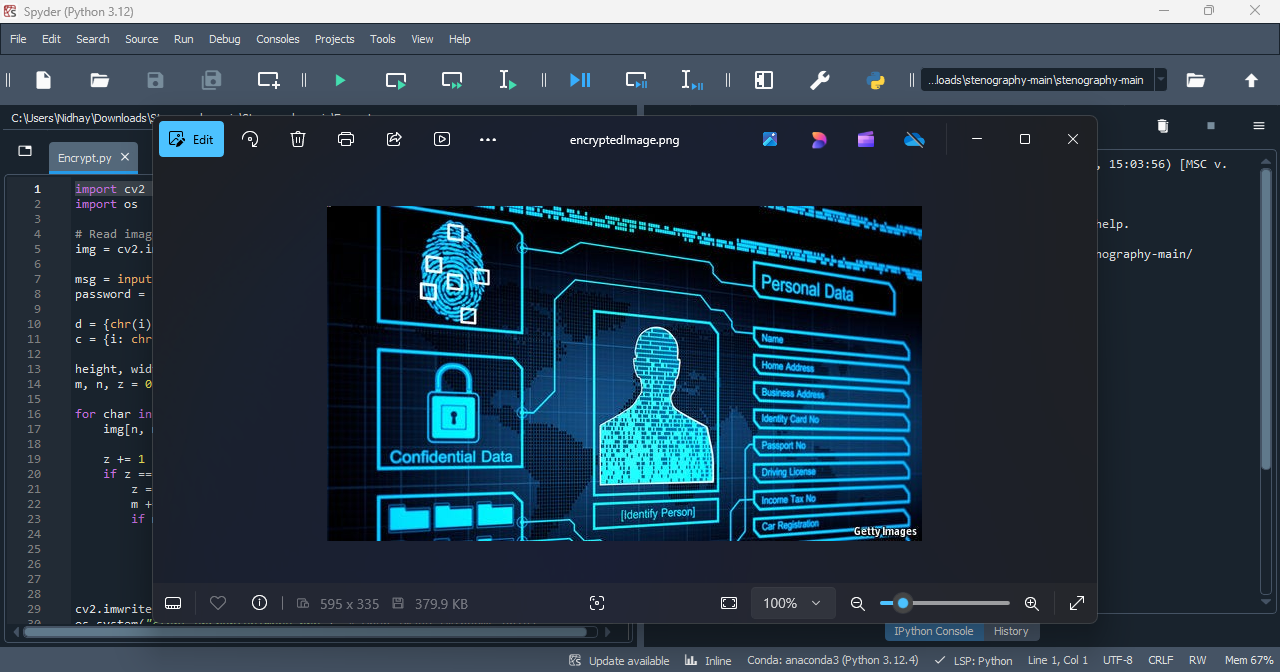 Spyder (Python 3.12)
File Edit Search Source Run Debug Consoles Projects Tools View Help
...loads\stenography-main\stenography-main
C:\Users\Nidhay\Downloads\
Edit
encryptedImage.png
Encrypt.py
, 15:03:56) [MSC v.
help.
nography-main/
1 import cv2
2 import os
3
4 # Read imag
5 img = cv2.i
6
7 msg = input
8 password =
9
10 d = {chr(i)
11 c = {i: chr
12
13 height, wid
14 m, n, z = 0
15
16 for char in
17 img[n,
18
19 z += 1
20 if z ==
21 z =
22 m +
23 if
24
25
26
27
28
29 cv2.imwrite
30 os.system("
Personal Data
Name
Home Address
Business Address
Identity Card No
Passport No
Driving License
Income Tax No
Car Registration
Confidential Data
[Identify Person]
Getty Images
595 x 335 379.9 KB
100%
IPython Console History
Update available Inline Conda: anaconda3 (Python 3.12.4) LSP: Python Line 1, Col 1 UTF-8 CRLF RW Mem 67%